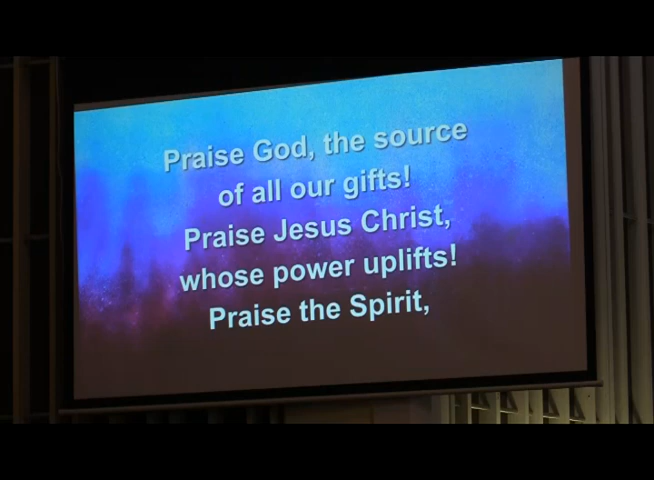 Praise God, the source
of all our gifts!
Praise Jesus Christ,
whose power uplifts!
Praise the Spirit,